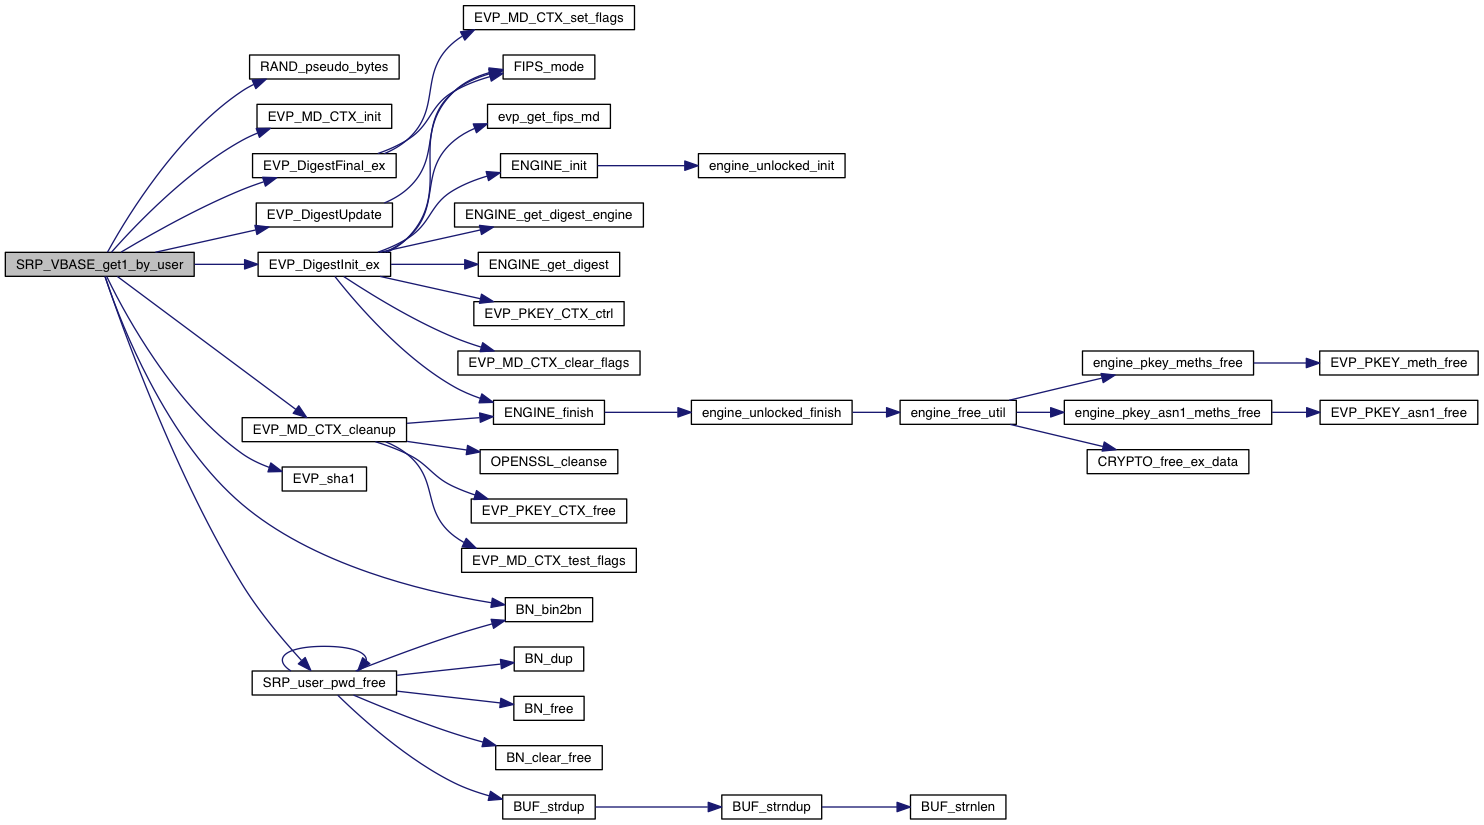 EVP_MD_CTX_set_flags
RAND_pseudo_bytes
FIPS_mode
EVP_MD_CTX_init
evp_get_fips_md
EVP_DigestFinal_ex
ENGINE_init
engine_unlocked_init
EVP_DigestUpdate
ENGINE_get_digest_engine
SRP_VBASE_get1_by_user
EVP_DigestInit_ex
ENGINE_get_digest
EVP_PKEY_CTX_ctrl
EVP_MD_CTX_clear_flags
engine_pkey_meths_free
EVP_PKEY_meth_free
ENGINE_finish
engine_unlocked_finish
engine_free_util
engine_pkey_asn1_meths_free
EVP_PKEY_asn1_free
EVP_MD_CTX_cleanup
OPENSSL_cleanse
CRYPTO_free_ex_data
EVP_sha1
EVP_PKEY_CTX_free
EVP_MD_CTX_test_flags
BN_bin2bn
BN_dup
SRP_user_pwd_free
BN_free
BN_clear_free
BUF_strdup
BUF_strndup
BUF_strnlen